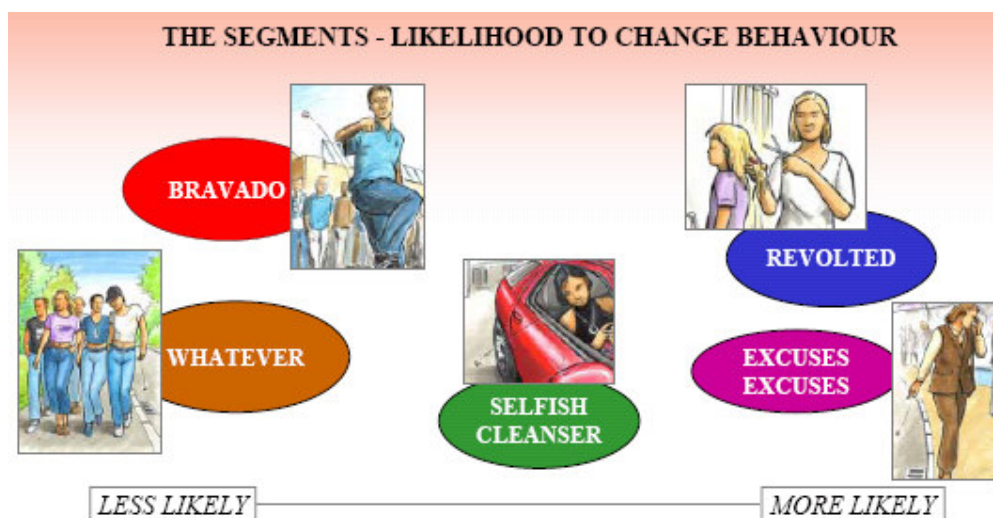 THE SEGMENTS - LIKELIHOOD TO CHANGE BEHAVIOUR
BRAVADO
REVOLTED
WHATEVER
EXCUSES
EXCUSES
SELFISH
CLEANSER
LESS LIKELY
MORE LIKELY